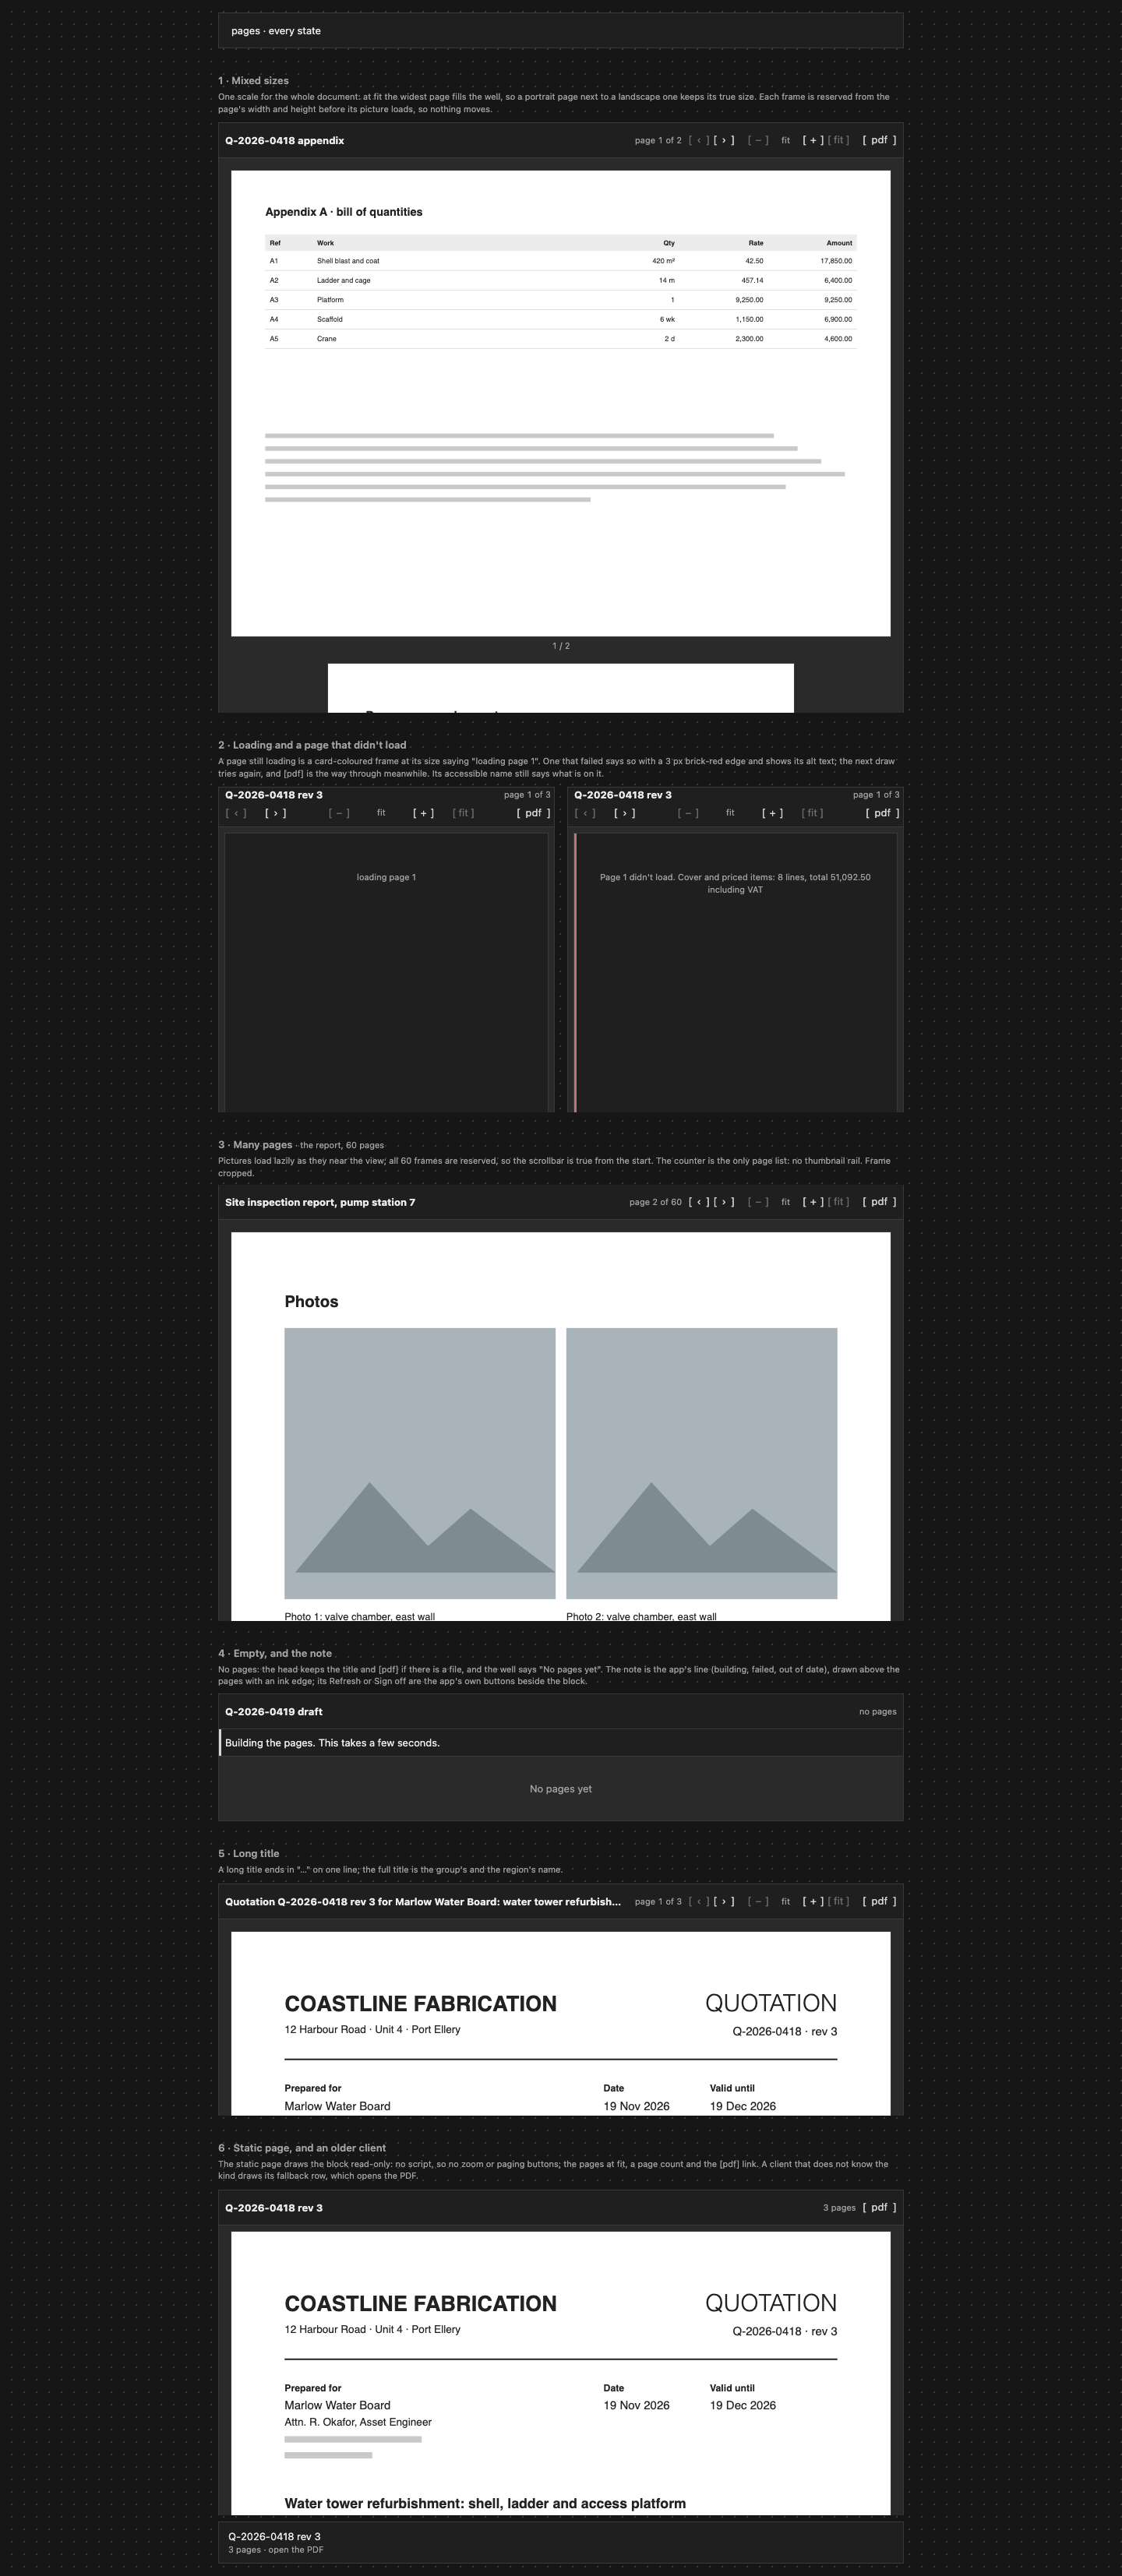 pages · every state
1 · Mixed sizes
One scale for the whole document: at fit the widest page fills the well, so a portrait page next to a landscape one keeps its true size. Each frame is reserved from the
page's width and height before its picture loads, so nothing moves.
Q-2026-0418 appendix page 1 of 2 [ ‹ ] [ › ] [ − ] fit [ + ] [ fit ] [ pdf ]
Appendix A · bill of quantities
Ref Work Qty Rate Amount
A1 Shell blast and coat 420 m² 42.50 17,850.00
A2 Ladder and cage 14 m 457.14 6,400.00
A3 Platform 1 9,250.00 9,250.00
A4 Scaffold 6 wk 1,150.00 6,900.00
A5 Crane 2 d 2,300.00 4,600.00
1 / 2
2 · Loading and a page that didn't load
A page still loading is a card-coloured frame at its size saying "loading page 1". One that failed says so with a 3 px brick-red edge and shows its alt text; the next draw
tries again, and [pdf] is the way through meanwhile. Its accessible name still says what is on it.
Q-2026-0418 rev 3 page 1 of 3
[ ‹ ] [ › ] [ − ] fit [ + ] [ fit ] [ pdf ]
loading page 1
Q-2026-0418 rev 3 page 1 of 3
[ ‹ ] [ › ] [ − ] fit [ + ] [ fit ] [ pdf ]
Page 1 didn't load. Cover and priced items: 8 lines, total 51,092.50
including VAT
3 · Many pages · the report, 60 pages
Pictures load lazily as they near the view; all 60 frames are reserved, so the scrollbar is true from the start. The counter is the only page list: no thumbnail rail. Frame
cropped.
Site inspection report, pump station 7 page 2 of 60 [ ‹ ] [ › ] [ − ] fit [ + ] [ fit ] [ pdf ]
Photos
Photo 1: valve chamber, east wall Photo 2: valve chamber, east wall
4 · Empty, and the note
No pages: the head keeps the title and [pdf] if there is a file, and the well says "No pages yet". The note is the app's line (building, failed, out of date), drawn above the
pages with an ink edge; its Refresh or Sign off are the app's own buttons beside the block.
Q-2026-0419 draft no pages
Building the pages. This takes a few seconds.
No pages yet
5 · Long title
A long title ends in "…" on one line; the full title is the group's and the region's name.
Quotation Q-2026-0418 rev 3 for Marlow Water Board: water tower refurbish… page 1 of 3 [ ‹ ] [ › ] [ − ] fit [ + ] [ fit ] [ pdf ]
COASTLINE FABRICATION QUOTATION
12 Harbour Road · Unit 4 · Port Ellery Q-2026-0418 · rev 3
Prepared for Date Valid until
Marlow Water Board 19 Nov 2026 19 Dec 2026
6 · Static page, and an older client
The static page draws the block read-only: no script, so no zoom or paging buttons; the pages at fit, a page count and the [pdf] link. A client that does not know the
kind draws its fallback row, which opens the PDF.
Q-2026-0418 rev 3 3 pages [ pdf ]
COASTLINE FABRICATION QUOTATION
12 Harbour Road · Unit 4 · Port Ellery Q-2026-0418 · rev 3
Prepared for Date Valid until
Marlow Water Board 19 Nov 2026 19 Dec 2026
Attn. R. Okafor, Asset Engineer
Water tower refurbishment: shell, ladder and access platform
Q-2026-0418 rev 3
3 pages · open the PDF